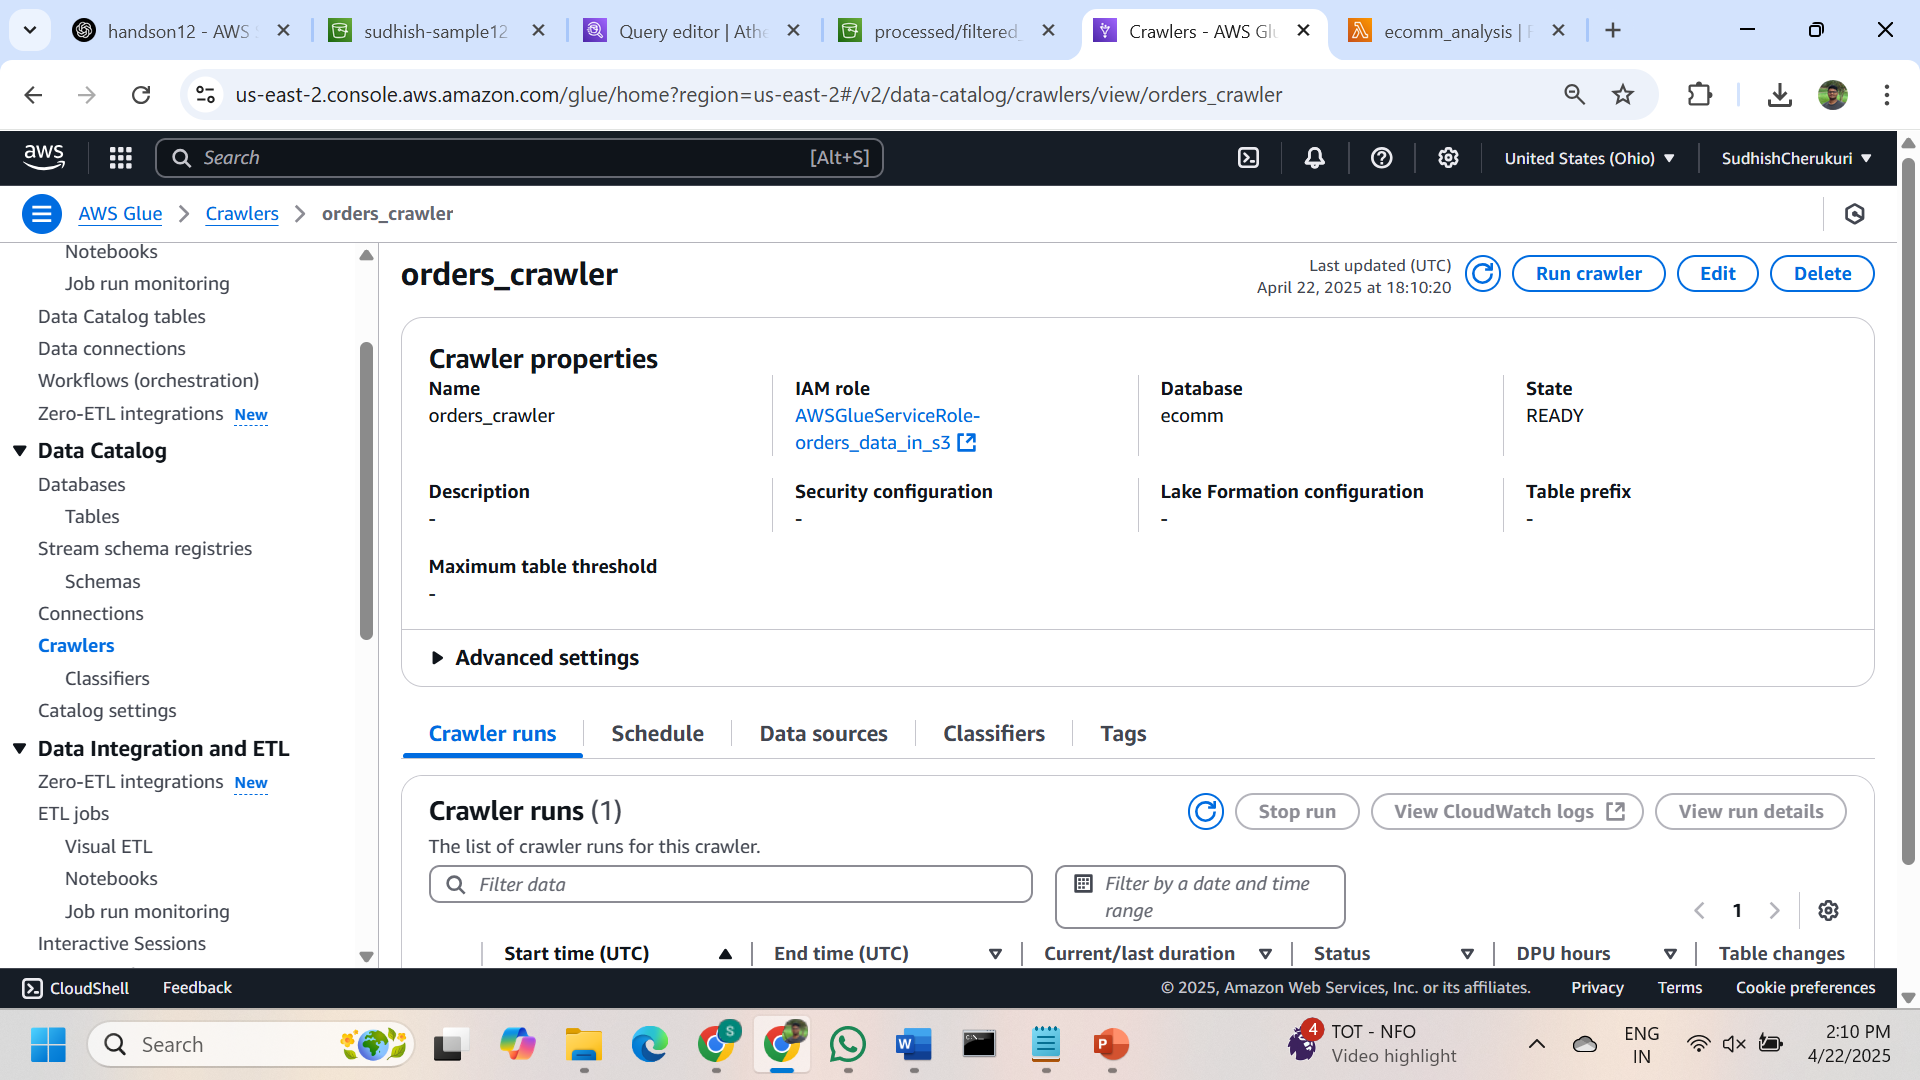 handson12 - AWS
sudhish-sample12
Query editor | Athe
processed/filtered_
Crawlers - AWS Glu
ecomm_analysis |
us-east-2.console.aws.amazon.com/glue/home?region=us-east-2#/v2/data-catalog/crawlers/view/orders_crawler
aws
Search
[Alt+S]
United States (Ohio)
SudhishCherukuri
AWS Glue
Crawlers
orders_crawler
Notebooks
Job run monitoring
Data Catalog tables
Data connections
Workflows (orchestration)
Zero-ETL integrations New
Data Catalog
Databases
Tables
Stream schema registries
Schemas
Connections
Crawlers
Classifiers
Catalog settings
Data Integration and ETL
Zero-ETL integrations New
ETL jobs
Visual ETL
Notebooks
Job run monitoring
Interactive Sessions
orders_crawler
Last updated (UTC)
April 22, 2025 at 18:10:20
Run crawler
Edit
Delete
Crawler properties
Name
orders_crawler
IAM role
AWSGlueServiceRole-
orders_data_in_s3
Database
ecomm
State
READY
Description
-
Security configuration
-
Lake Formation configuration
-
Table prefix
-
Maximum table threshold
-
Advanced settings
Crawler runs
Schedule
Data sources
Classifiers
Tags
Crawler runs (1)
The list of crawler runs for this crawler.
Stop run
View CloudWatch logs
View run details
Filter data
Filter by a date and time
range
1
Start time (UTC)
End time (UTC)
Current/last duration
Status
DPU hours
Table changes
CloudShell
Feedback
© 2025, Amazon Web Services, Inc. or its affiliates.
Privacy
Terms
Cookie preferences
Search
S
W
P
4
TOT - NFO
Video highlight
ENG
IN
2:10 PM
4/22/2025